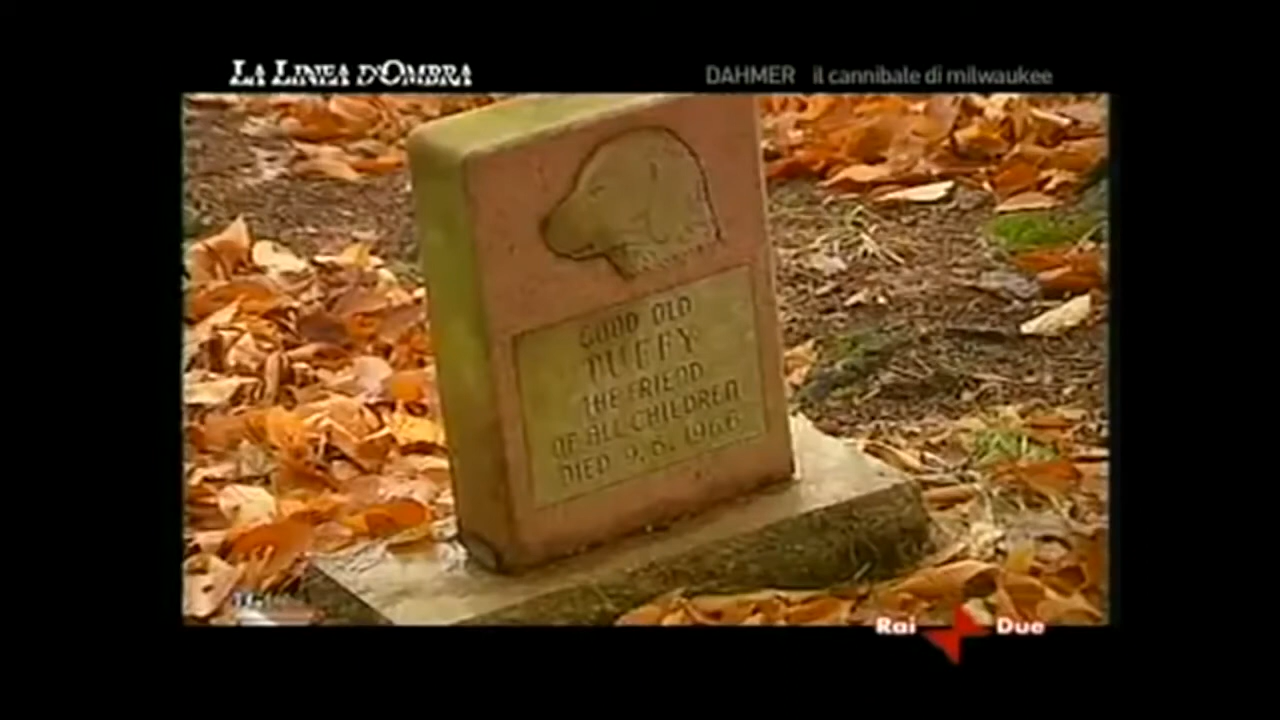 LA LINEA D'OMBRA
DAHMER il cannibale di milwaukee
GOOD OLD
THE FRIEND
OF ALL CHILDREN
DIED 9. 6. 1966
Rai Due